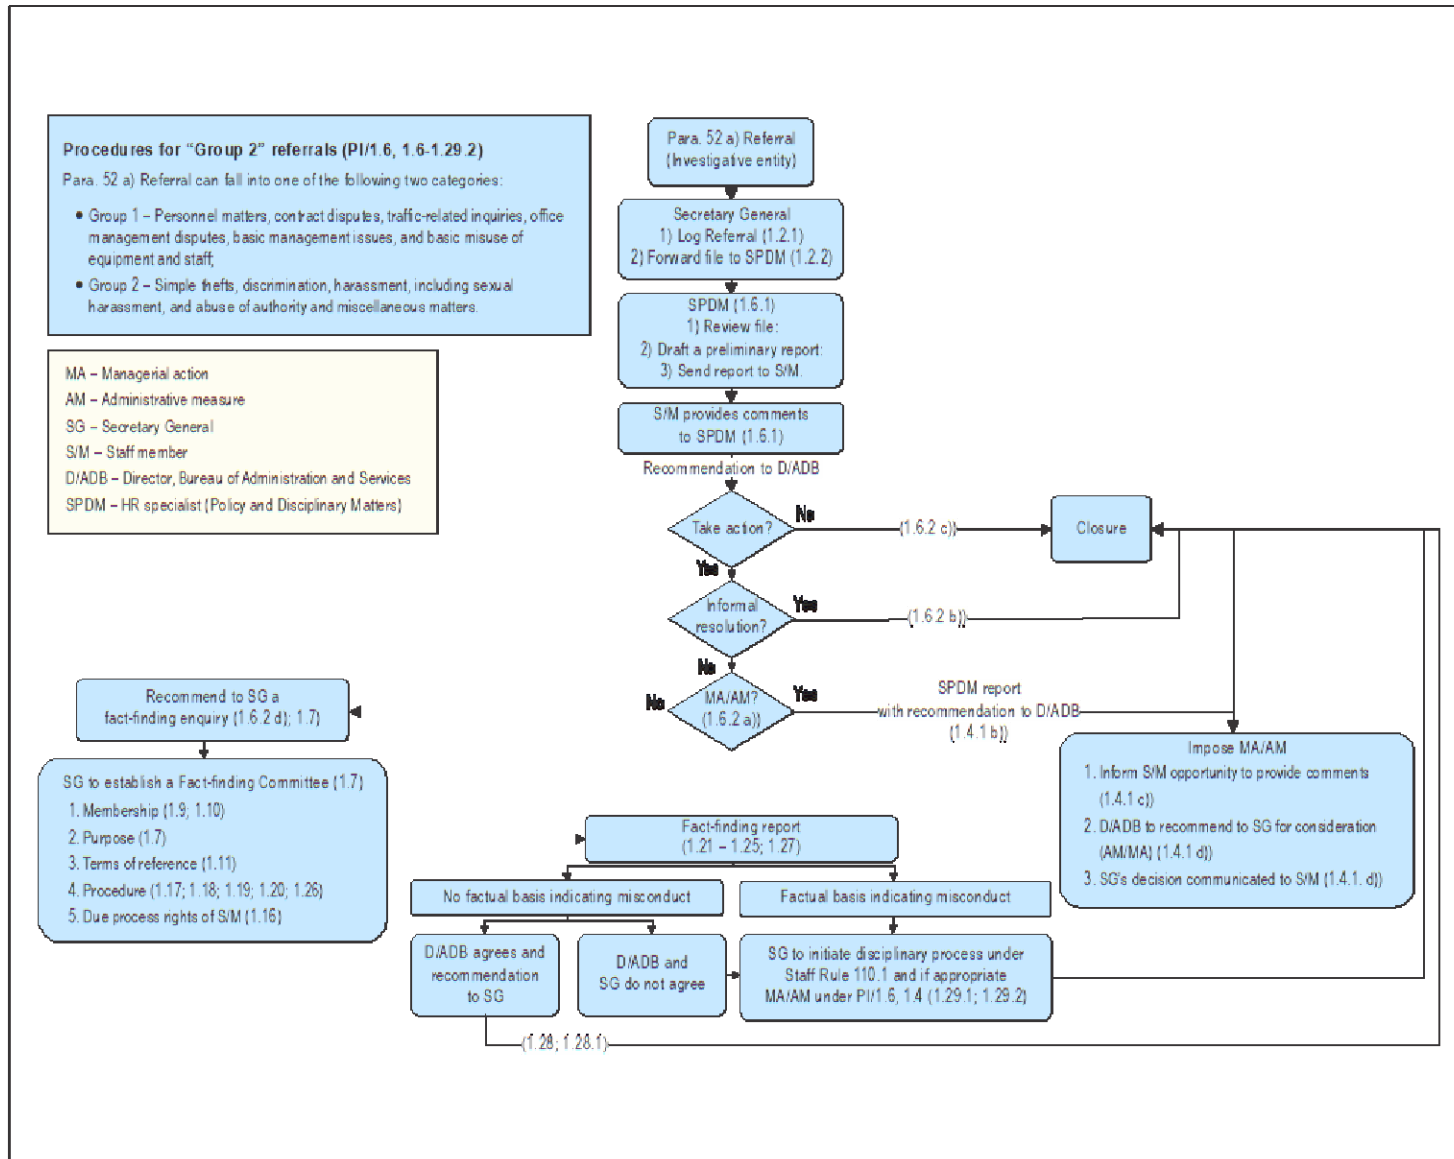 Procedures for "Group 2" referrals (PI/1.6, 1.6-1.29.2)
Para. 52 a) Referral can fall into one of the following two categories:
• Group 1 – Personnel matters, contract disputes, traffic-related inquiries, office
management disputes, basic management issues, and basic misuse of
equipment and staff;
• Group 2 – Simple thefts, discrimination, harassment, including sexual
harassment, and abuse of authority and miscellaneous matters.
MA – Managerial action
AM – Administrative measure
SG – Secretary General
S/M – Staff member
D/ADB – Director, Bureau of Administration and Services
SPDM – HR specialist (Policy and Disciplinary Matters)
Para. 52 a) Referral
(Investigative entity)
Secretary General
1) Log Referral (1.2.1)
2) Forward file to SPDM (1.2.2)
SPDM (1.6.1)
1) Review file:
2) Draft a preliminary report:
3) Send report to S/M.
S/M provides comments
to SPDM (1.6.1)
Recommendation to D/ADB
Take action?
No
(1.6.2 c))
Closure
Yes
Informal
resolution?
Yes
(1.6.2 b))
No
MA/AM?
(1.6.2 a))
No
Yes
SPDM report
with recommendation to D/ADB
(1.4.1 b))
Impose MA/AM
1. Inform S/M opportunity to provide comments
(1.4.1 c))
2. D/ADB to recommend to SG for consideration
(AM/MA) (1.4.1 d))
3. SG's decision communicated to S/M (1.4.1. d))
Recommend to SG a
fact-finding enquiry (1.6.2 d); 1.7)
SG to establish a Fact-finding Committee (1.7)
1. Membership (1.9; 1.10)
2. Purpose (1.7)
3. Terms of reference (1.11)
4. Procedure (1.17; 1.18; 1.19; 1.20; 1.26)
5. Due process rights of S/M (1.16)
Fact-finding report
(1.21 – 1.25; 1.27)
No factual basis indicating misconduct
Factual basis indicating misconduct
D/ADB agrees and
recommendation
to SG
D/ADB and
SG do not agree
SG to initiate disciplinary process under
Staff Rule 110.1 and if appropriate
MA/AM under PI/1.6, 1.4 (1.29.1; 1.29.2)
(1.28; 1.28.1)